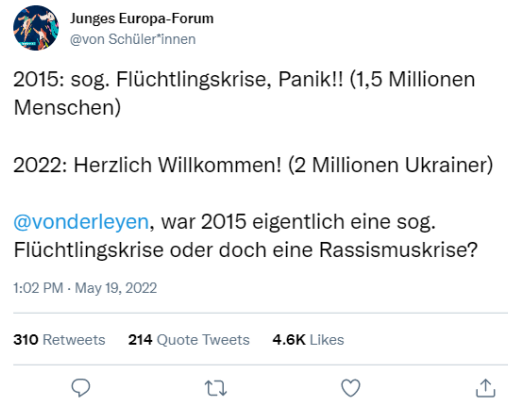 Junges Europa-Forum
@von Schüler*innen
2015: sog. Flüchtlingskrise, Panik!! (1,5 Millionen
Menschen)
2022: Herzlich Willkommen! (2 Millionen Ukrainer)
@vonderleyen, war 2015 eigentlich eine sog.
Flüchtlingskrise oder doch eine Rassismuskrise?
1:02 PM · May 19, 2022
310 Retweets 214 Quote Tweets 4.6K Likes